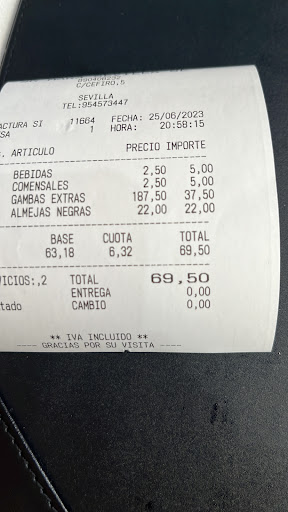 C/CEFIRO,5
SEVILLA
TEL:954573447
ACTURA SI 11664 FECHA: 25/06/2023
SA 1 HORA: 20:58:15
. ARTICULO PRECIO IMPORTE
BEBIDAS 2,50 5,00
COMENSALES 2,50 5,00
GAMBAS EXTRAS 187,50 37,50
ALMEJAS NEGRAS 22,00 22,00
BASE CUOTA TOTAL
63,18 6,32 69,50
VICIOS:,2 TOTAL 69,50
ENTREGA 0,00
tado CAMBIO 0,00
** IVA INCLUIDO **
---- GRACIAS POR SU VISITA ----